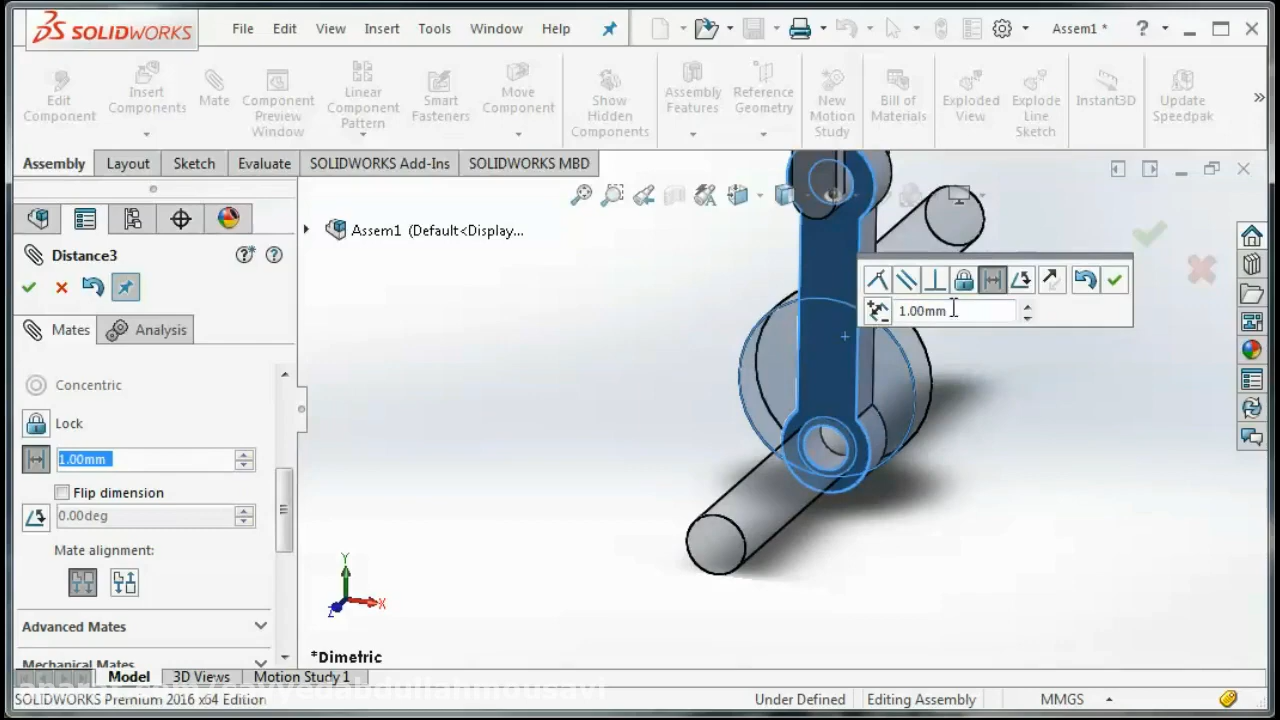 SOLIDWORKS
File Edit View Insert Tools Window Help
Assem1 *
Edit Component
Insert Components
Mate
Component Preview Window
Linear Component Pattern
Smart Fasteners
Move Component
Show Hidden Components
Assembly Features
Reference Geometry
New Motion Study
Bill of Materials
Exploded View
Explode Line Sketch
Instant3D
Update Speedpak
Assembly Layout Sketch Evaluate SOLIDWORKS Add-Ins SOLIDWORKS MBD
Assem1 (Default<Display...
Distance3
Mates Analysis
Concentric
Lock
1.00mm
Flip dimension
0.00deg
Mate alignment:
Advanced Mates
Mechanical Mates
1.00mm
Y
X
Z
*Dimetric
Model 3D Views Motion Study 1
SOLIDWORKS Premium 2016 x64 Edition
Under Defined Editing Assembly MMGS